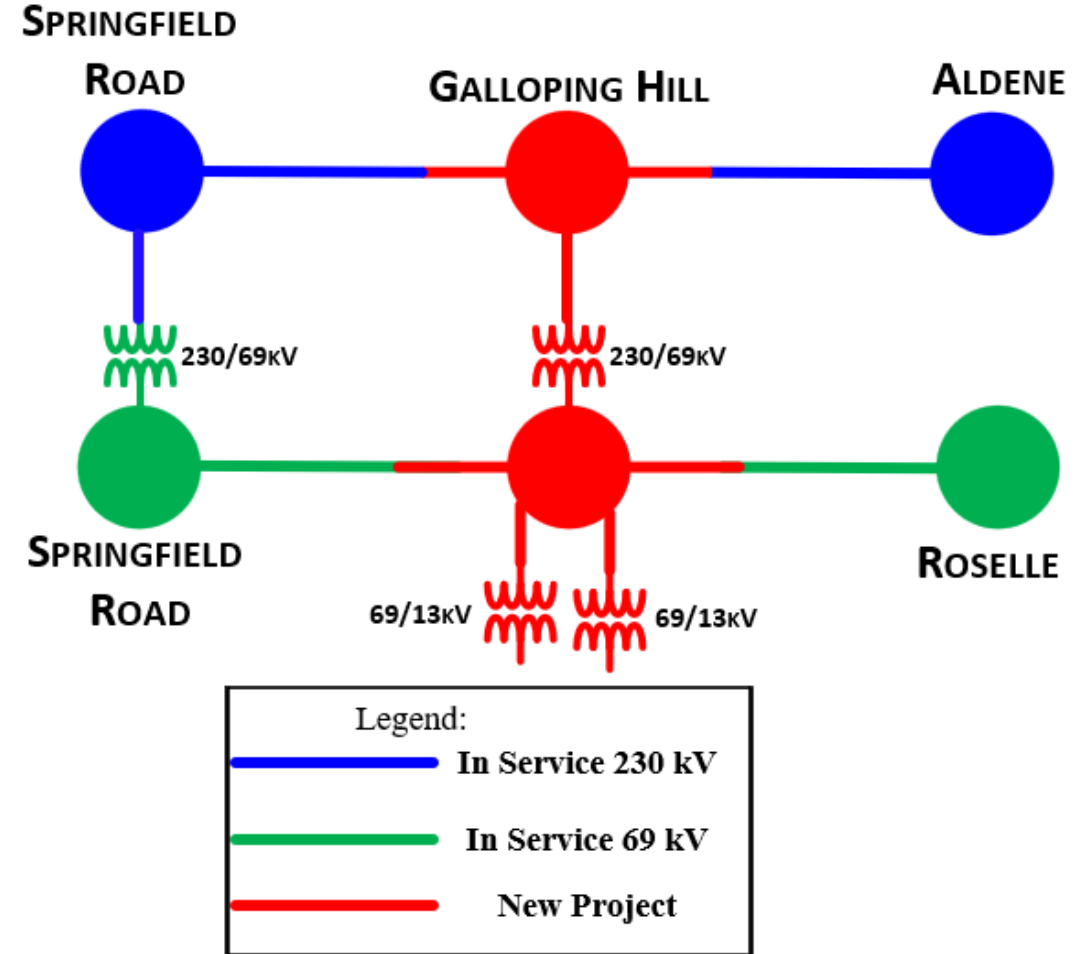 SPRINGFIELD
ROAD
GALLOPING HILL
ALDENE
230/69KV
230/69KV
SPRINGFIELD
ROAD
ROSELLE
69/13KV
69/13KV
Legend:
In Service 230 kV
In Service 69 kV
New Project